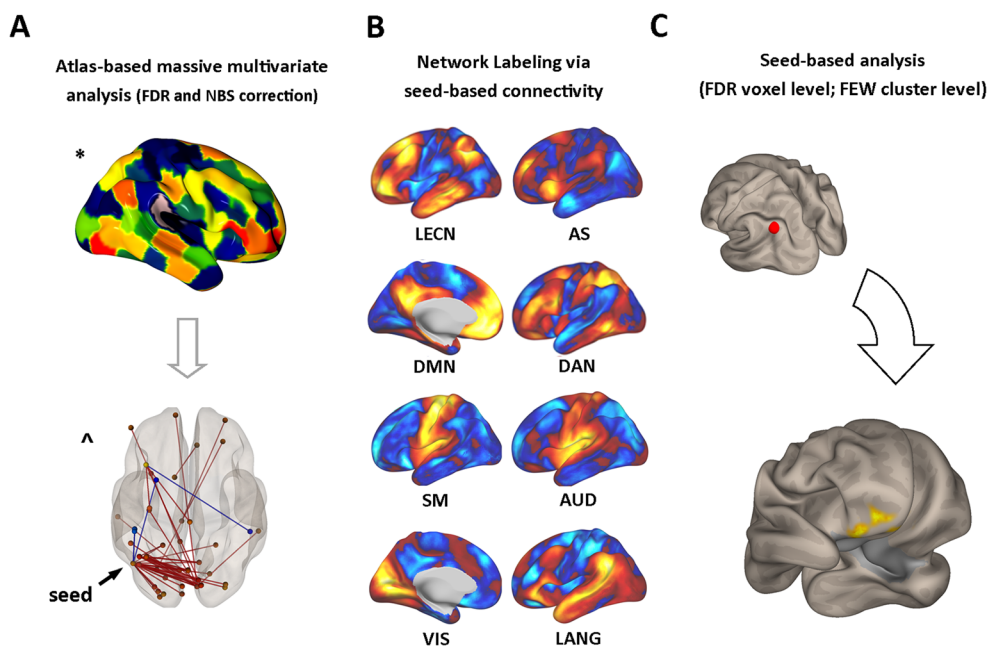 A
Atlas-based massive multivariate
analysis (FDR and NBS correction)
*
^
seed
B
Network Labeling via
seed-based connectivity
LECN
AS
DMN
DAN
SM
AUD
VIS
LANG
C
Seed-based analysis
(FDR voxel level; FEW cluster level)